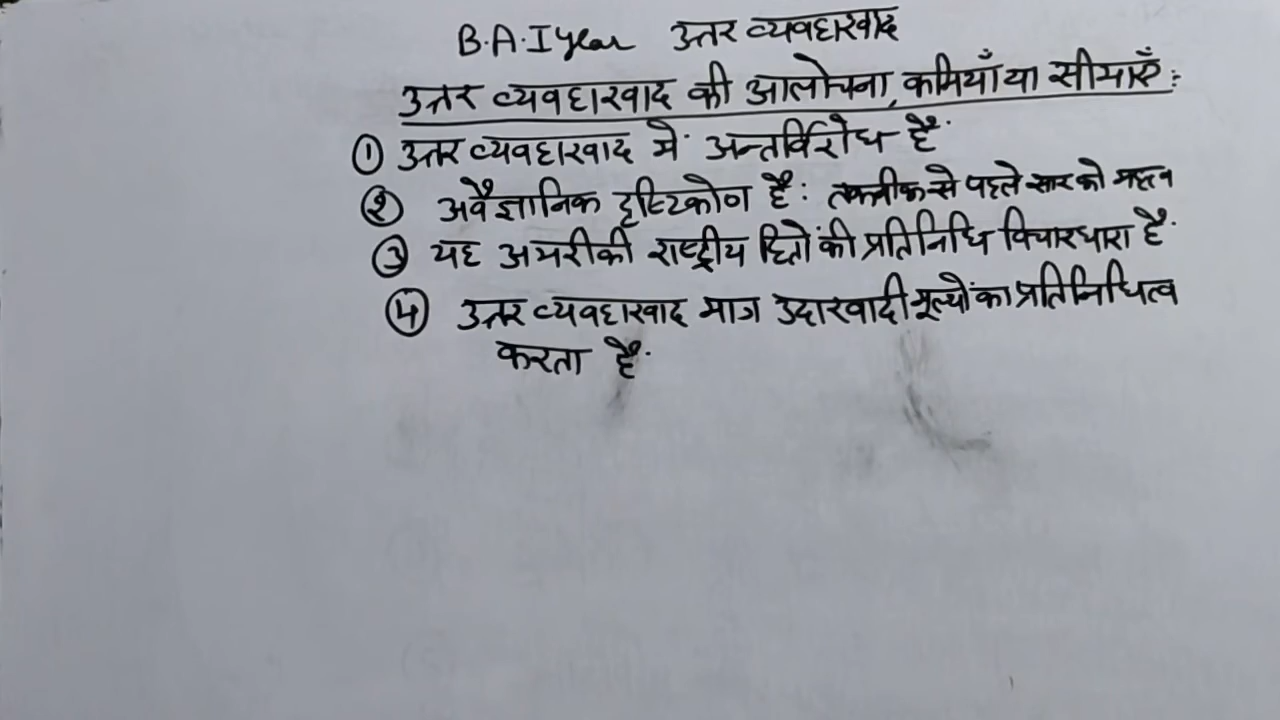 B.A.I year उत्तर व्यवहारवाद
उत्तर व्यवहारवाद की आलोचना, कमियाँ या सीमाएँ :
① उत्तर व्यवहारवाद में अन्तर्विरोध है
② अवैज्ञानिक दृष्टिकोण है : तकनीक से पहले सार को महत्व
③ यह अमरीकी राष्ट्रीय हितों की प्रतिनिधि विचारधारा है
④ उत्तर व्यवहारवाद मात्र उदारवादी मूल्यों का प्रतिनिधित्व
करता है